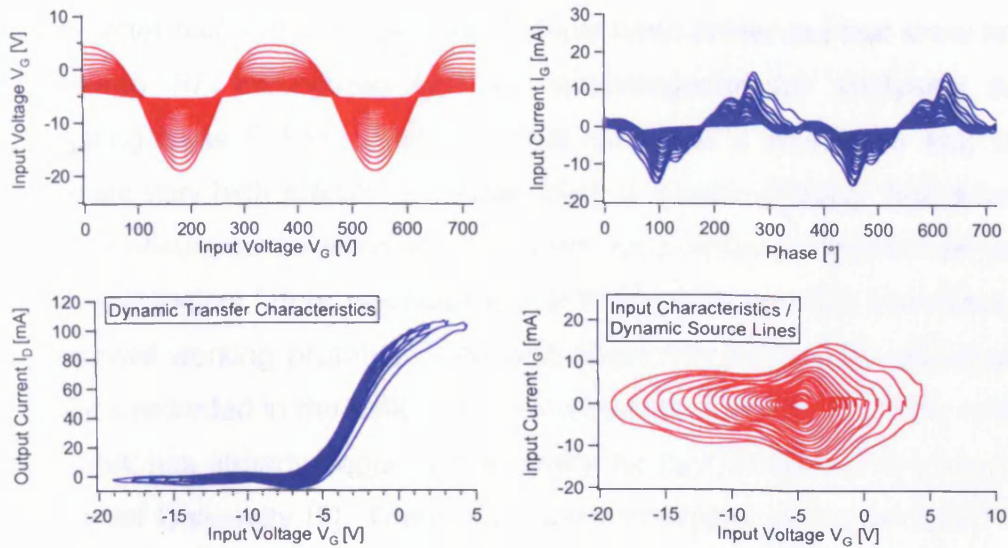 Input Voltage V_G [V]
10
0
-10
-20
0 100 200 300 400 500 600 700
Input Voltage V_G [V]
Input Current I_G [mA]
30
20
10
0
-10
-20
0 100 200 300 400 500 600 700
Phase [°]
Output Current I_D [mA]
120
100
80
60
40
20
0
-20 -15 -10 -5 0 5
Input Voltage V_G [V]
Dynamic Transfer Characteristics
Input Current I_G [mA]
20
10
0
-10
-20
-20 -15 -10 -5 0 5 10
Input Voltage V_G [V]
Input Characteristics /
Dynamic Source Lines